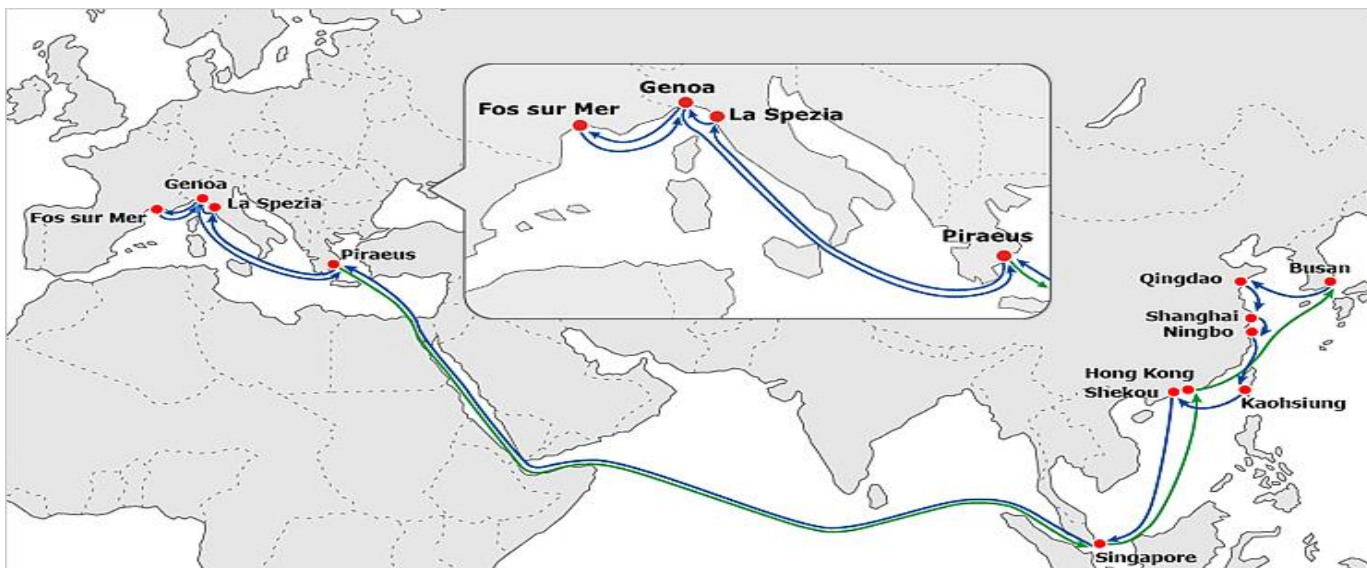 Genoa
Fos sur Mer
La Spezia
Piraeus
Genoa
La Spezia
Fos sur Mer
Piraeus
Qingdao
Busan
Shanghai
Ningbo
Hong Kong
Shekou
Kaohsiung
Singapore